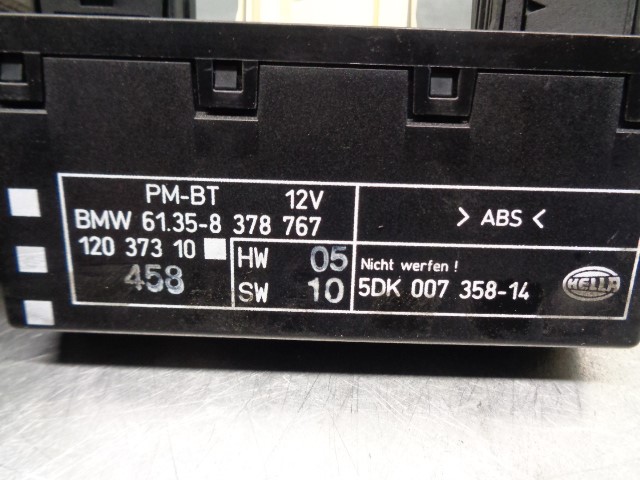 PM-BT 12V
BMW 61.35-8 378 767
120 373 10
458
HW 05
SW 10
> ABS <
Nicht werfen !
5DK 007 358-14
HELLA